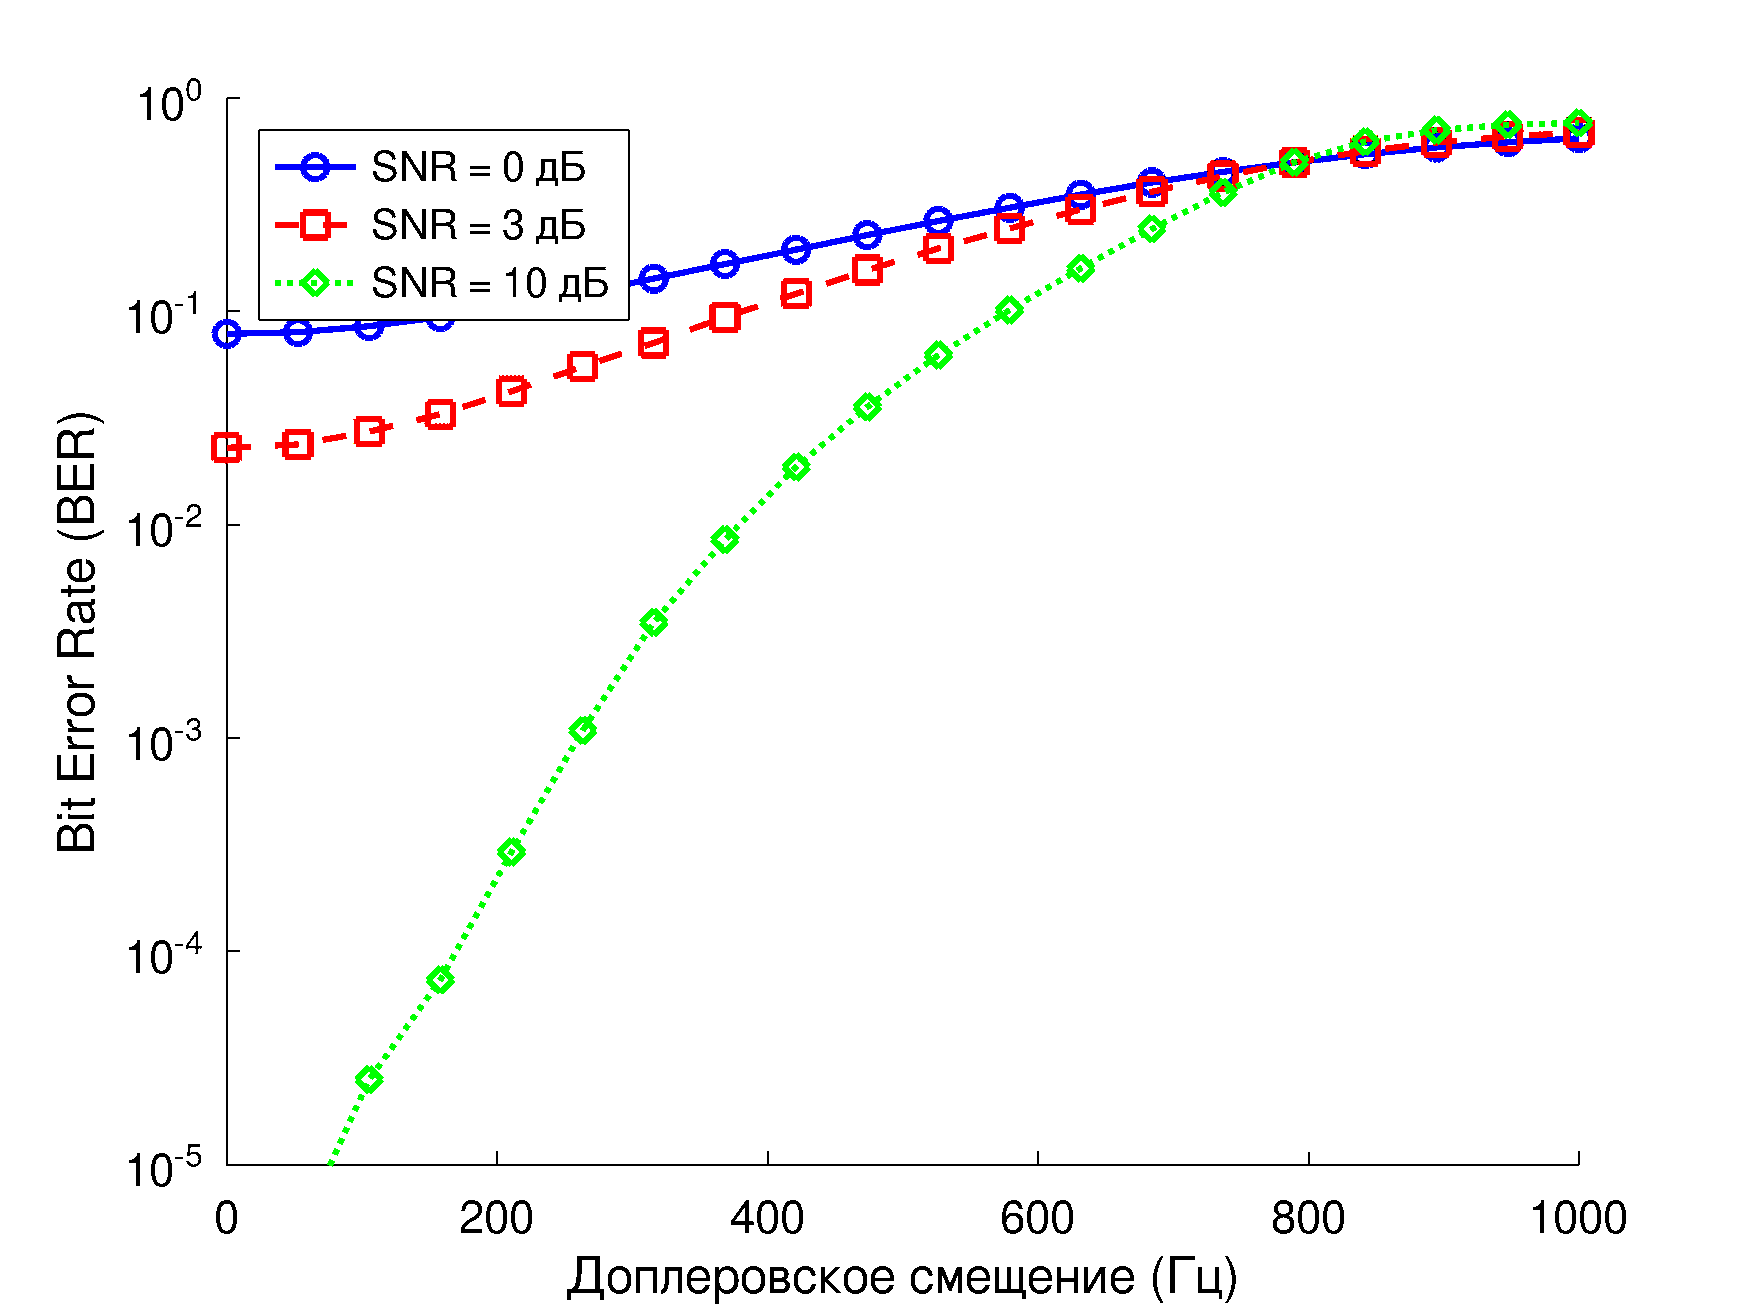 10^0
10^-1
10^-2
10^-3
10^-4
10^-5
Bit Error Rate (BER)
SNR = 0 дБ
SNR = 3 дБ
SNR = 10 дБ
0 200 400 600 800 1000
Доплеровское смещение (Гц)